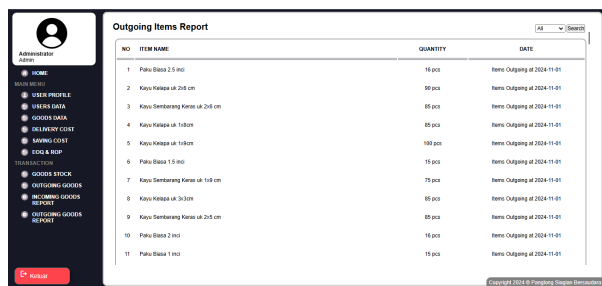 Outgoing Items Report
All
Search
Administrator
Admin
HOME
MAIN MENU
USER PROFILE
USERS DATA
GOODS DATA
DELIVERY COST
SAVING COST
EOQ & ROP
TRANSACTION
GOODS STOCK
OUTGOING GOODS
INCOMING GOODS
REPORT
OUTGOING GOODS
REPORT
Keluar
NO ITEM NAME QUANTITY DATE
1 Paku Biasa 2.5 inci 16 pcs Items Outgoing at 2024-11-01
2 Kayu Kelapa uk 2x6 cm 90 pcs Items Outgoing at 2024-11-01
3 Kayu Sembarang Keras uk 2x6 cm 85 pcs Items Outgoing at 2024-11-01
4 Kayu Kelapa uk 1x8cm 85 pcs Items Outgoing at 2024-11-01
5 Kayu Kelapa uk 1x9cm 100 pcs Items Outgoing at 2024-11-01
6 Paku Biasa 1.5 inci 15 pcs Items Outgoing at 2024-11-01
7 Kayu Sembarang Keras uk 1x9 cm 75 pcs Items Outgoing at 2024-11-01
8 Kayu Kelapa uk 3x3cm 85 pcs Items Outgoing at 2024-11-01
9 Kayu Sembarang Keras uk 2x5 cm 85 pcs Items Outgoing at 2024-11-01
10 Paku Biasa 2 inci 16 pcs Items Outgoing at 2024-11-01
11 Paku Biasa 1 inci 15 pcs Items Outgoing at 2024-11-01
Copyright 2024 © Panglong Siagian Bersaudara